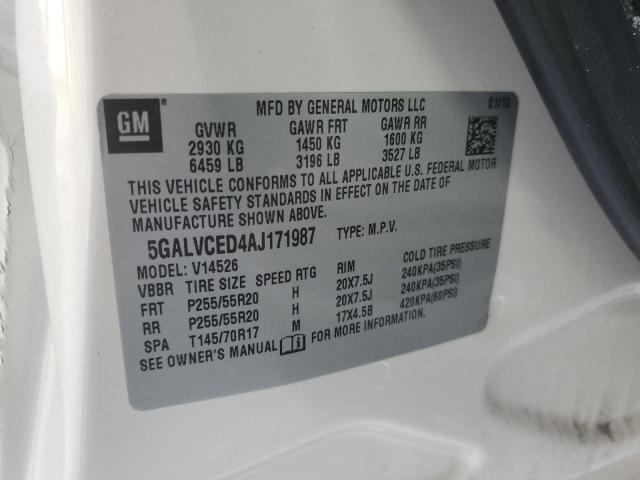 GM ®
MFD BY GENERAL MOTORS LLC 01/10
GVWR GAWR FRT GAWR RR
2930 KG 1450 KG 1600 KG
6459 LB 3196 LB 3527 LB
THIS VEHICLE CONFORMS TO ALL APPLICABLE U.S. FEDERAL MOTOR
VEHICLE SAFETY STANDARDS IN EFFECT ON THE DATE OF
MANUFACTURE SHOWN ABOVE.
5GALVCED4AJ171987 TYPE: M.P.V.
MODEL: V14526
VBBR TIRE SIZE SPEED RTG RIM COLD TIRE PRESSURE
FRT P255/55R20 H 20X7.5J 240KPA(35PSI)
RR P255/55R20 H 20X7.5J 240KPA(35PSI)
SPA T145/70R17 M 17X4.5B 420KPA(60PSI)
SEE OWNER'S MANUAL